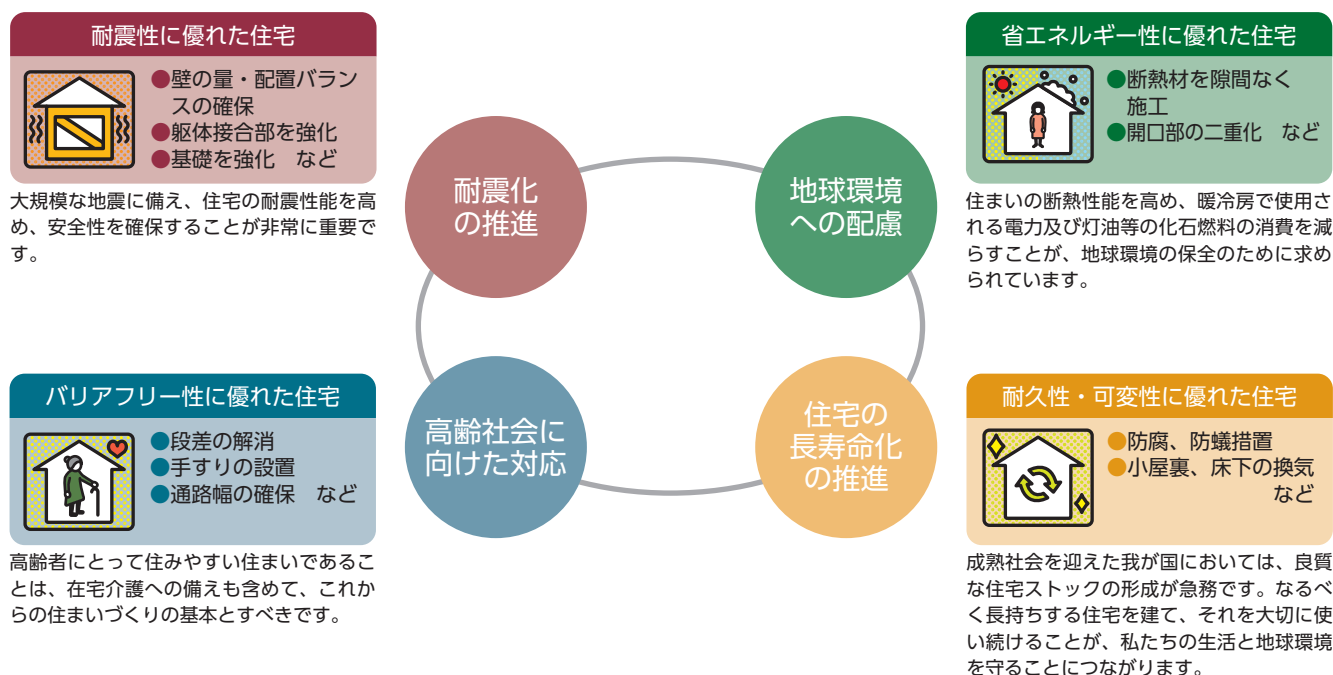 耐震性に優れた住宅
●壁の量・配置バラン
スの確保
●躯体接合部を強化
●基礎を強化　など
大規模な地震に備え、住宅の耐震性能を高
め、安全性を確保することが非常に重要で
す。
耐震化
の推進
地球環境
への配慮
省エネルギー性に優れた住宅
●断熱材を隙間なく
施工
●開口部の二重化　など
住まいの断熱性能を高め、暖冷房で使用さ
れる電力及び灯油等の化石燃料の消費を減
らすことが、地球環境の保全のために求め
られています。
バリアフリー性に優れた住宅
●段差の解消
●手すりの設置
●通路幅の確保　など
高齢者にとって住みやすい住まいであるこ
とは、在宅介護への備えも含めて、これか
らの住まいづくりの基本とすべきです。
高齢社会に
向けた対応
住宅の
長寿命化
の推進
耐久性・可変性に優れた住宅
●防腐、防蟻措置
●小屋裏、床下の換気
など
成熟社会を迎えた我が国においては、良質
な住宅ストックの形成が急務です。なるべ
く長持ちする住宅を建て、それを大切に使
い続けることが、私たちの生活と地球環境
を守ることにつながります。